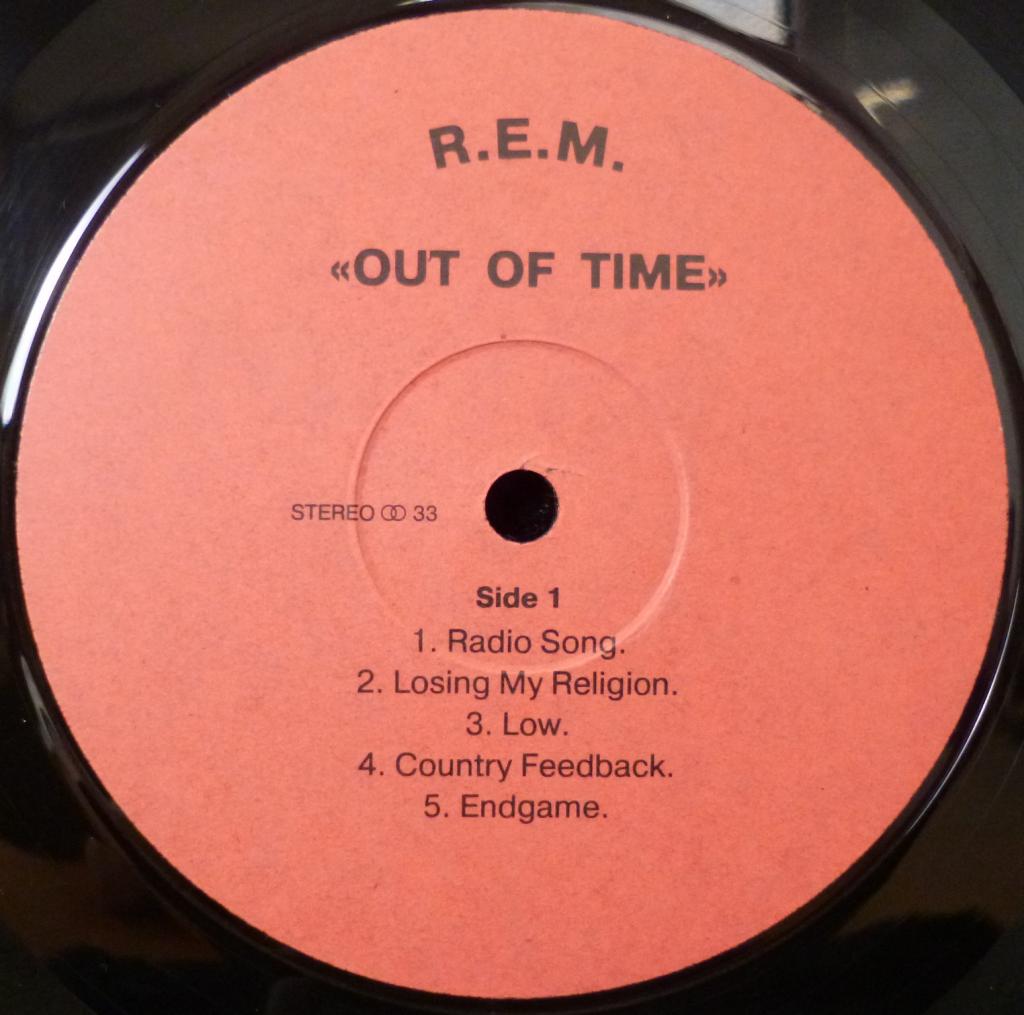 R.E.M.
«OUT OF TIME»
STEREO ↀ 33
Side 1
1. Radio Song.
2. Losing My Religion.
3. Low.
4. Country Feedback.
5. Endgame.